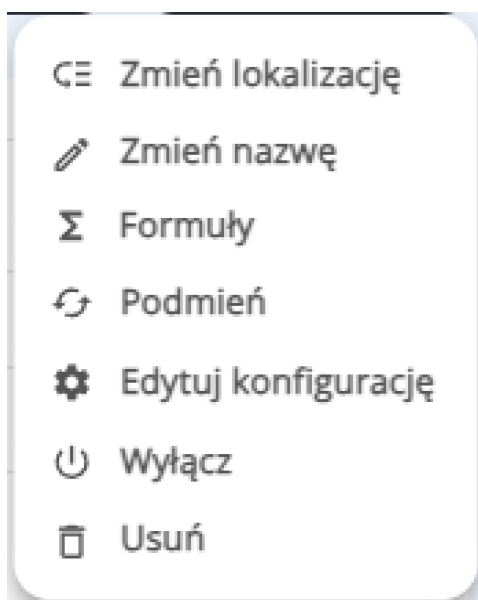 Zmień lokalizację
Zmień nazwę
Formuły
Podmień
Edytuj konfigurację
Wyłącz
Usuń